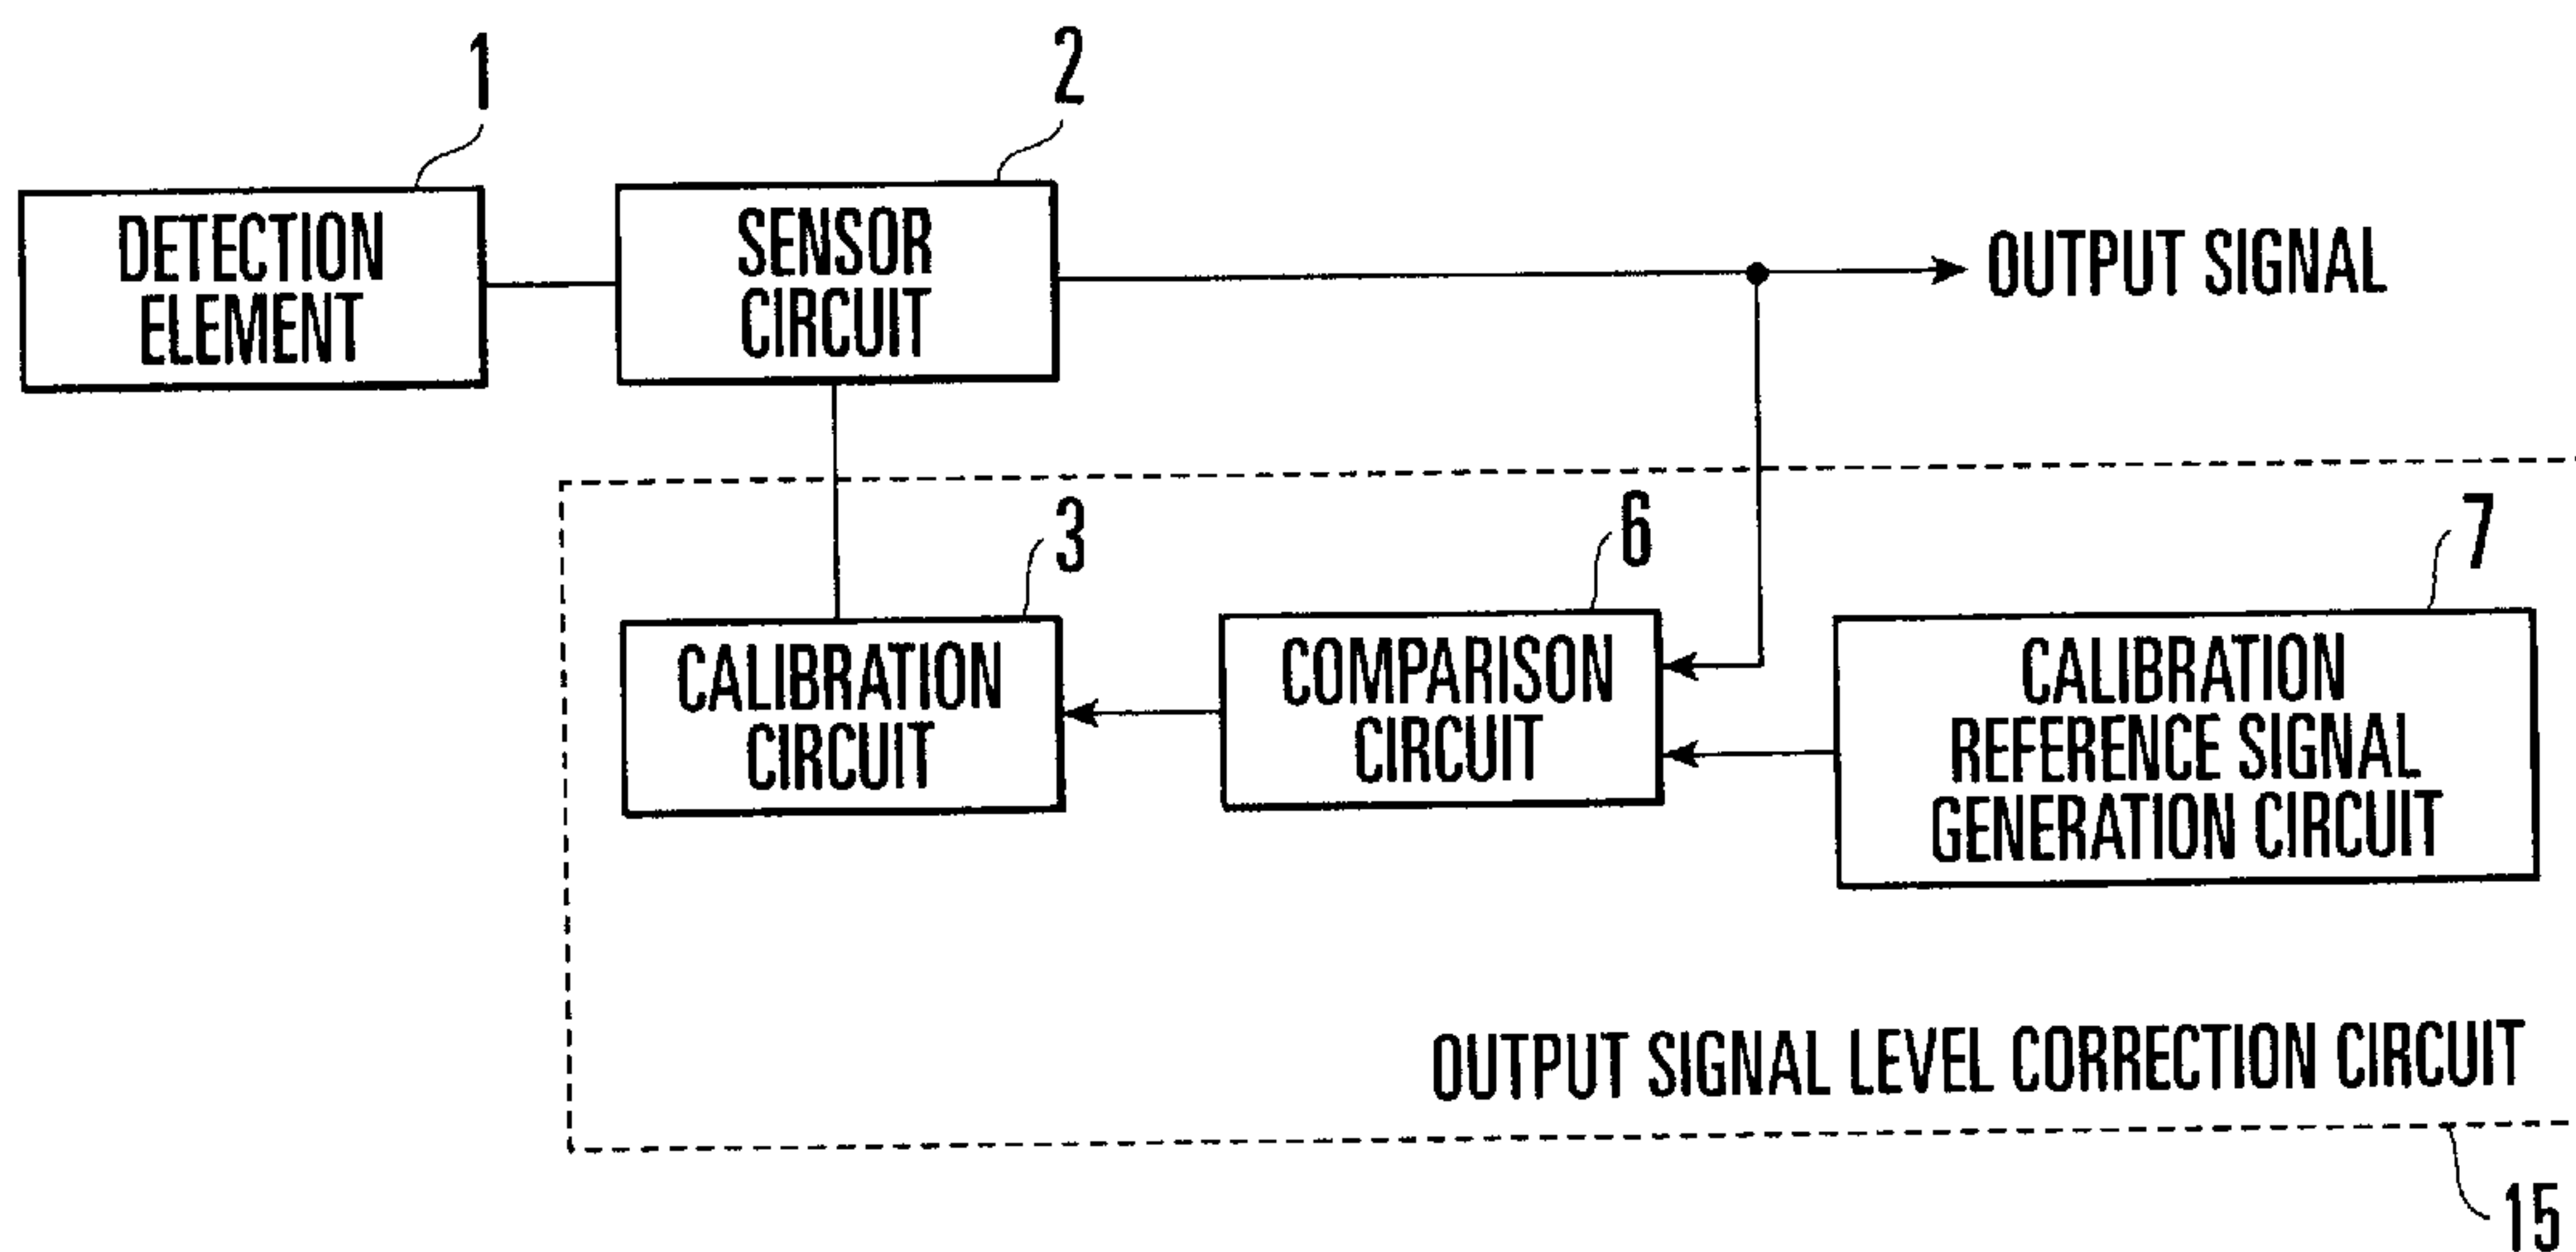 1
2
DETECTION
ELEMENT
SENSOR
CIRCUIT
OUTPUT SIGNAL
3
6
7
CALIBRATION
CIRCUIT
COMPARISON
CIRCUIT
CALIBRATION
REFERENCE SIGNAL
GENERATION CIRCUIT
OUTPUT SIGNAL LEVEL CORRECTION CIRCUIT
15